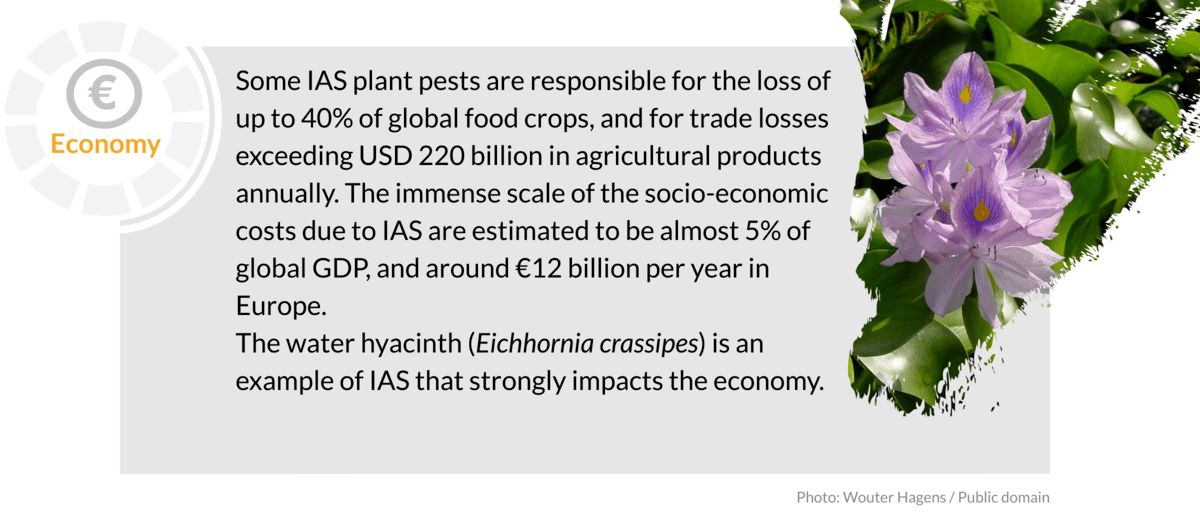 €
Economy
Some IAS plant pests are responsible for the loss of
up to 40% of global food crops, and for trade losses
exceeding USD 220 billion in agricultural products
annually. The immense scale of the socio-economic
costs due to IAS are estimated to be almost 5% of
global GDP, and around €12 billion per year in
Europe.
The water hyacinth (Eichhornia crassipes) is an
example of IAS that strongly impacts the economy.
Photo: Wouter Hagens / Public domain